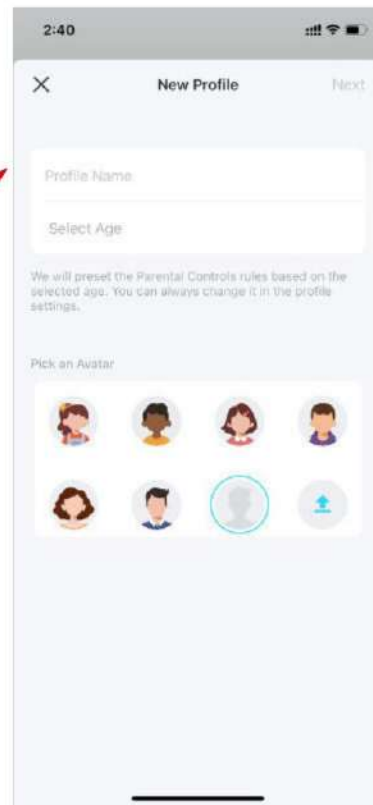 2:40
New Profile Next
Profile Name
Select Age
We will preset the Parental Controls rules based on the
selected age. You can always change it in the profile
settings.
Pick an Avatar